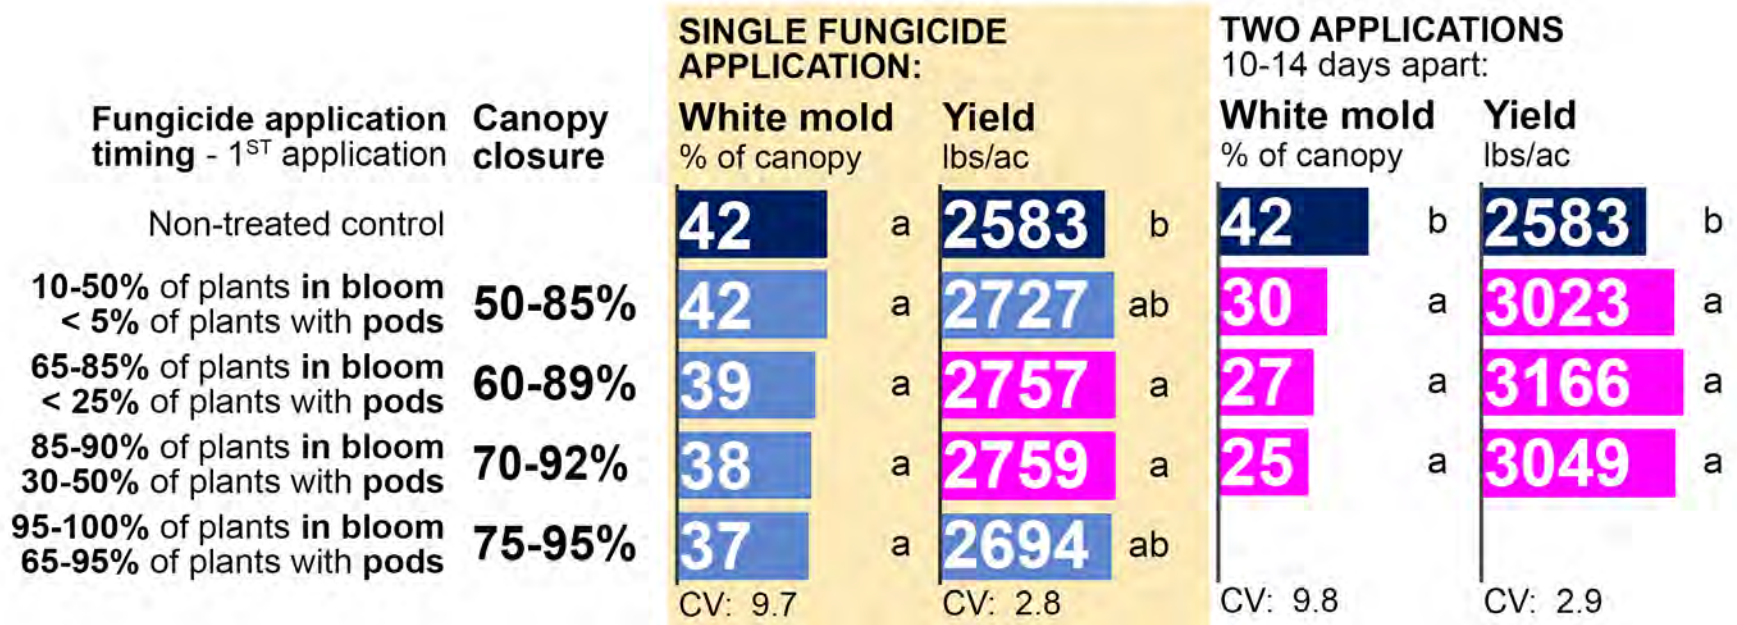 SINGLE FUNGICIDE
APPLICATION:
TWO APPLICATIONS
10-14 days apart:
Fungicide application
timing - 1ST application
Canopy
closure
White mold
% of canopy
Yield
lbs/ac
White mold
% of canopy
Yield
lbs/ac
Non-treated control
42 a 2583 b 42 b 2583 b
10-50% of plants in bloom
< 5% of plants with pods
50-85% 42 a 2727 ab 30 a 3023 a
65-85% of plants in bloom
< 25% of plants with pods
60-89% 39 a 2757 a 27 a 3166 a
85-90% of plants in bloom
30-50% of plants with pods
70-92% 38 a 2759 a 25 a 3049 a
95-100% of plants in bloom
65-95% of plants with pods
75-95% 37 a 2694 ab
CV: 9.7 CV: 2.8 CV: 9.8 CV: 2.9